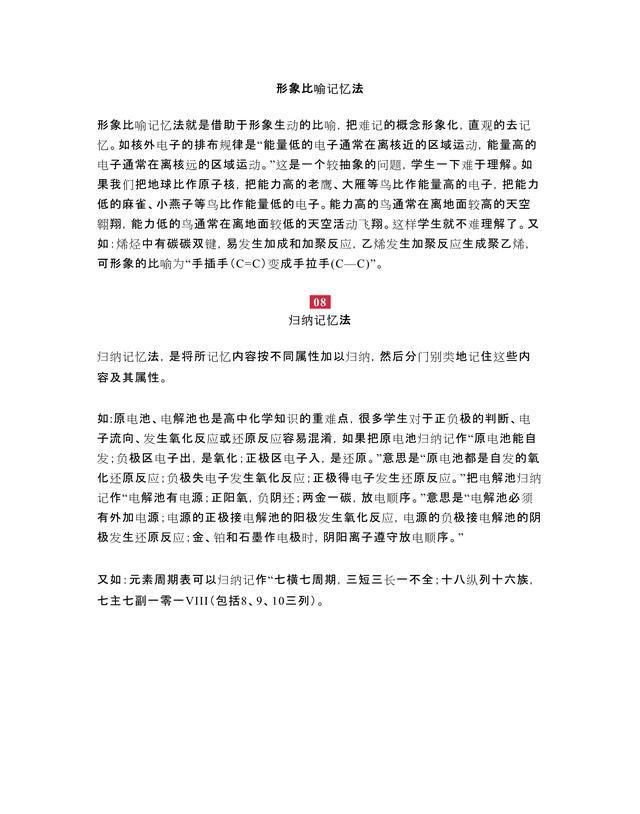 形象比喻记忆法
形象比喻记忆法就是借助于形象生动的比喻，把难记的概念形象化，直观的去记
忆。如核外电子的排布规律是“能量低的电子通常在离核近的区域运动，能量高的
电子通常在离核远的区域运动。”这是一个较抽象的问题，学生一下难于理解。如
果我们把地球比作原子核，把能力高的老鹰、大雁等鸟比作能量高的电子，把能力
低的麻雀、小燕子等鸟比作能量低的电子。能力高的鸟通常在离地面较高的天空
翱翔，能力低的鸟通常在离地面较低的天空活动飞翔。这样学生就不难理解了。又
如：烯烃中有碳碳双键，易发生加成和加聚反应，乙烯发生加聚反应生成聚乙烯，
可形象的比喻为“手插手（C=C）变成手拉手(C—C)”。
08
归纳记忆法
归纳记忆法，是将所记忆内容按不同属性加以归纳，然后分门别类地记住这些内
容及其属性。
如：原电池、电解池也是高中化学知识的重难点，很多学生对于正负极的判断、电
子流向、发生氧化反应或还原反应容易混淆，如果把原电池归纳记作“原电池能自
发；负极区电子出，是氧化；正极区电子入，是还原。”意思是“原电池都是自发的氧
化还原反应；负极失电子发生氧化反应；正极得电子发生还原反应。”把电解池归纳
记作“电解池有电源；正阳氧，负阴还；两金一碳，放电顺序。”意思是“电解池必须
有外加电源；电源的正极接电解池的阳极发生氧化反应，电源的负极接电解池的阴
极发生还原反应；金、铂和石墨作电极时，阴阳离子遵守放电顺序。”
又如：元素周期表可以归纳记作“七横七周期，三短三长一不全；十八纵列十六族，
七主七副一零一VIII（包括8、9、10三列）。